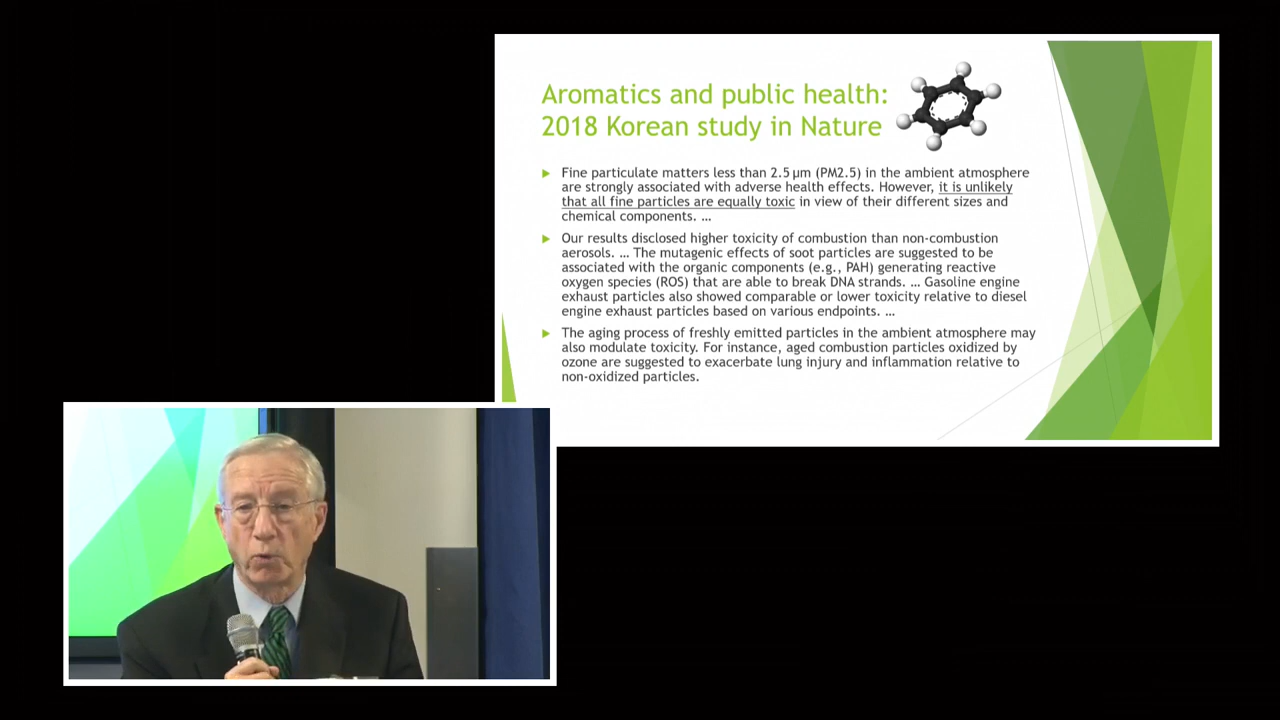 Aromatics and public health:
2018 Korean study in Nature
Fine particulate matters less than 2.5 μm (PM2.5) in the ambient atmosphere
are strongly associated with adverse health effects. However, it is unlikely
that all fine particles are equally toxic in view of their different sizes and
chemical components. …
Our results disclosed higher toxicity of combustion than non-combustion
aerosols. … The mutagenic effects of soot particles are suggested to be
associated with the organic components (e.g., PAH) generating reactive
oxygen species (ROS) that are able to break DNA strands. … Gasoline engine
exhaust particles also showed comparable or lower toxicity relative to diesel
engine exhaust particles based on various endpoints. …
The aging process of freshly emitted particles in the ambient atmosphere may
also modulate toxicity. For instance, aged combustion particles oxidized by
ozone are suggested to exacerbate lung injury and inflammation relative to
non-oxidized particles.